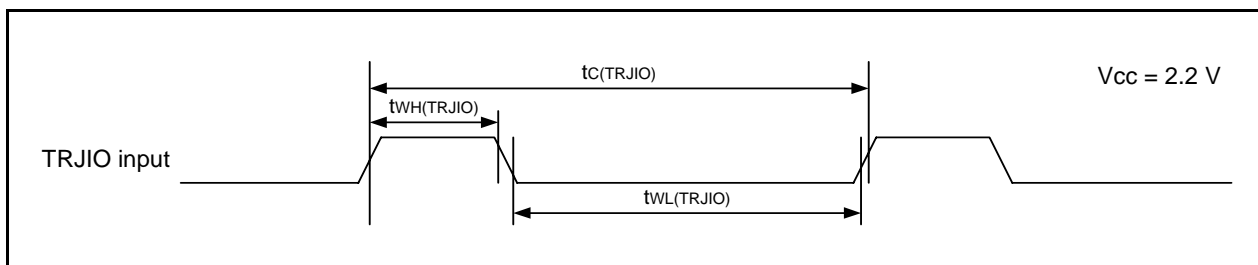 tC(TRJIO)
Vcc = 2.2 V
tWH(TRJIO)
TRJIO input
tWL(TRJIO)